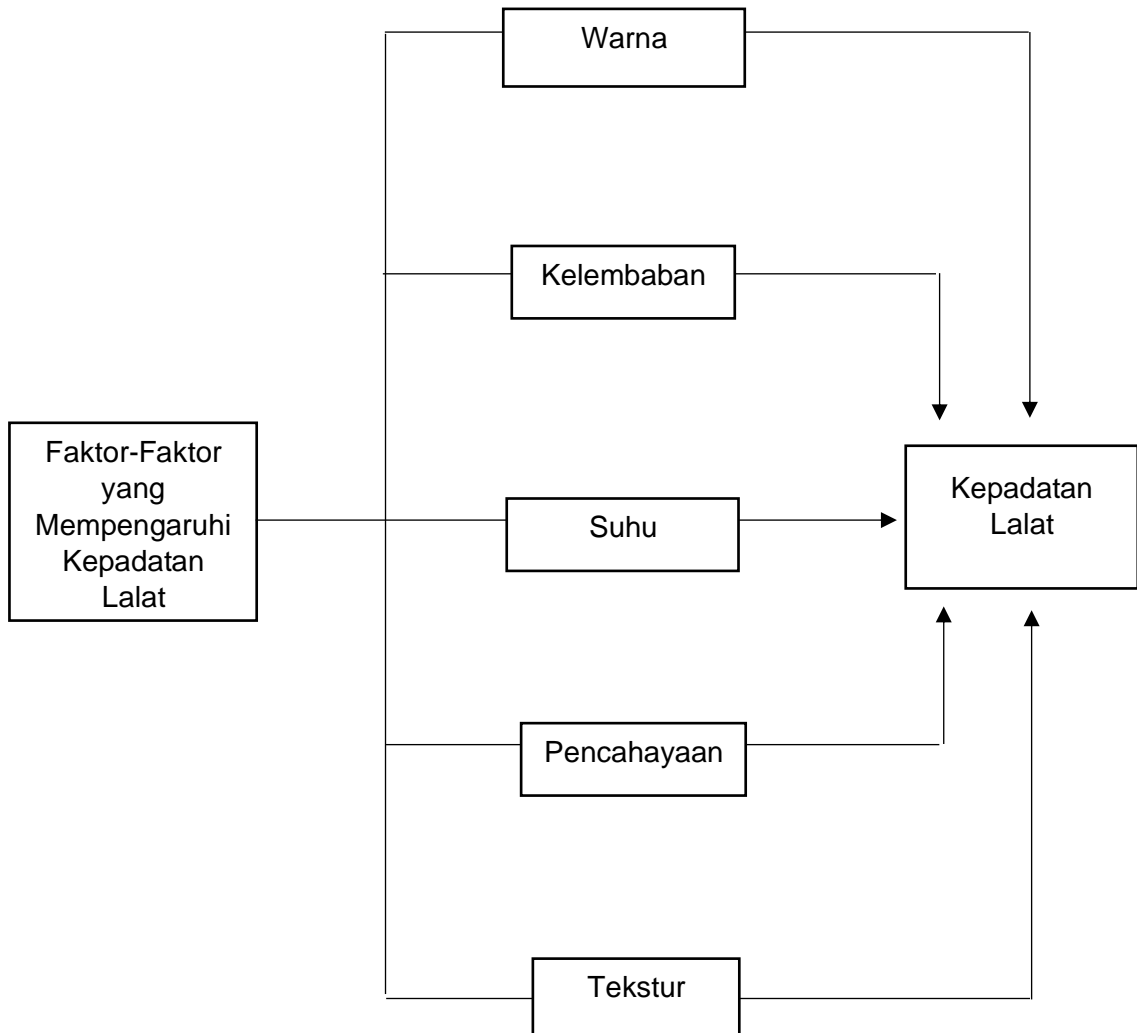 Warna
Kelembaban
Faktor-Faktor
yang
Mempengaruhi
Kepadatan
Lalat
Suhu
Kepadatan
Lalat
Pencahayaan
Tekstur